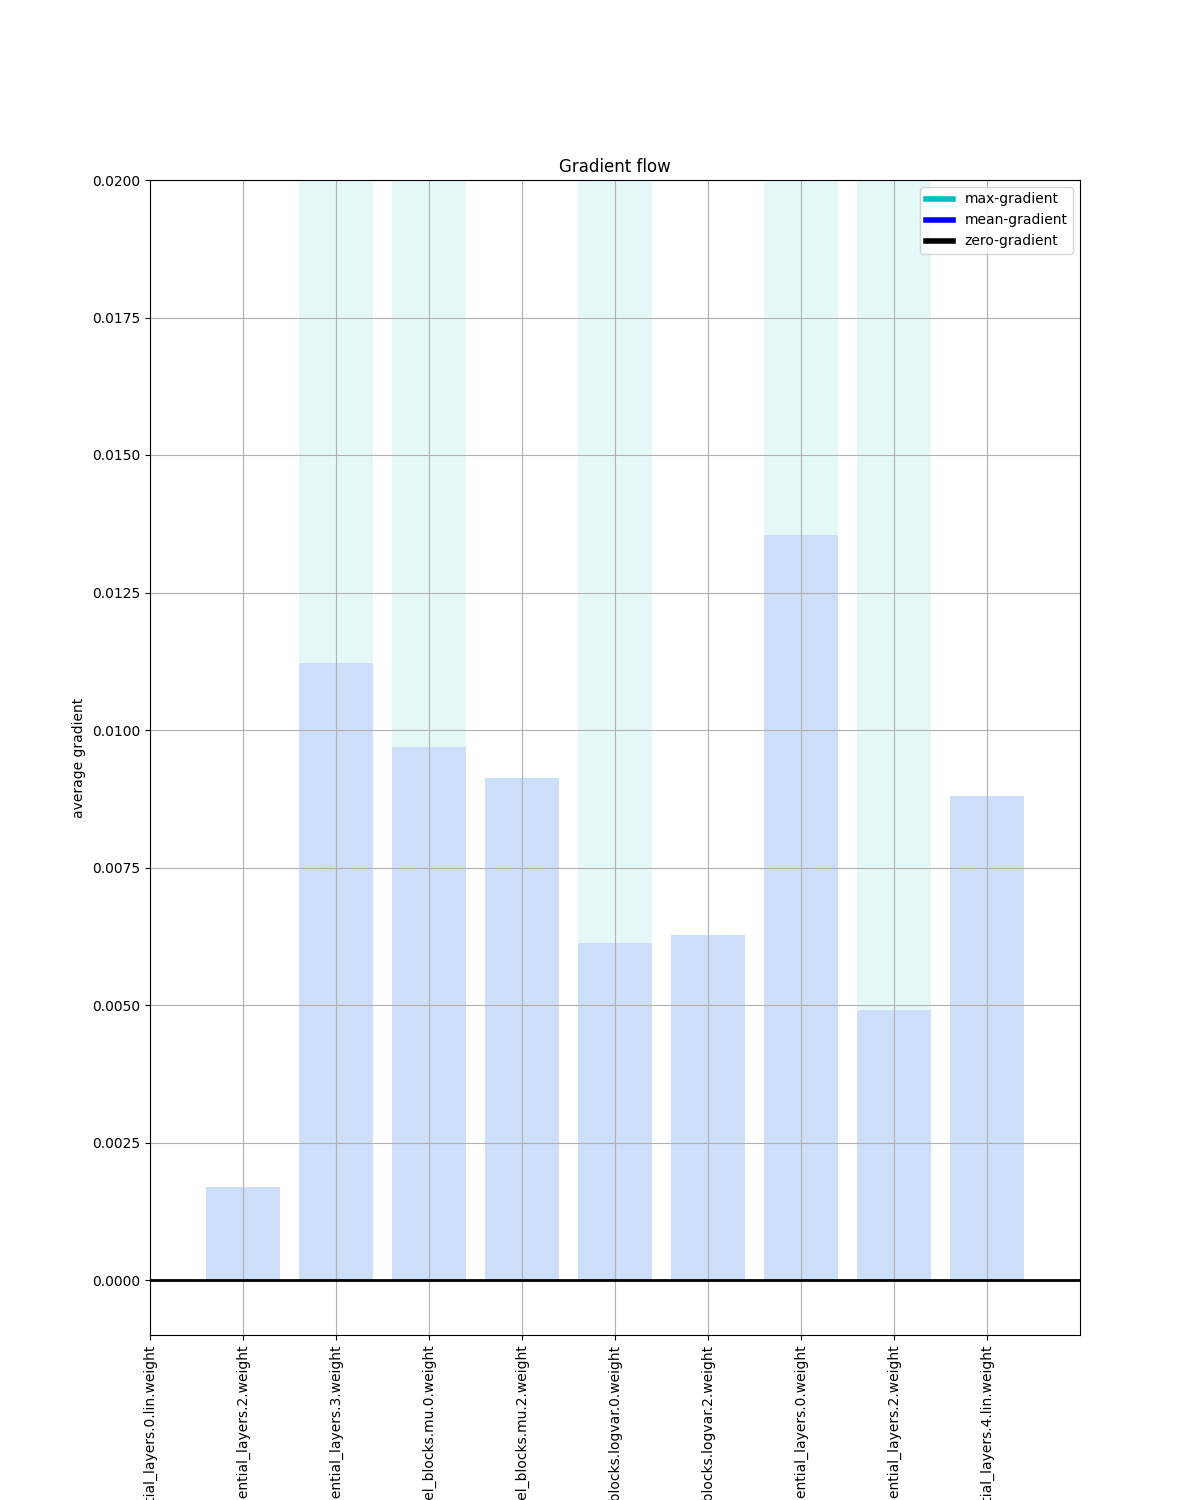 Gradient flow
max-gradient
mean-gradient
zero-gradient
0.0200
0.0175
0.0150
0.0125
0.0100
0.0075
0.0050
0.0025
0.0000
average gradient
tial_layers.0.lin.weight
ential_layers.2.weight
ential_layers.3.weight
el_blocks.mu.0.weight
el_blocks.mu.2.weight
blocks.logvar.0.weight
blocks.logvar.2.weight
ential_layers.0.weight
ential_layers.2.weight
tial_layers.4.lin.weight